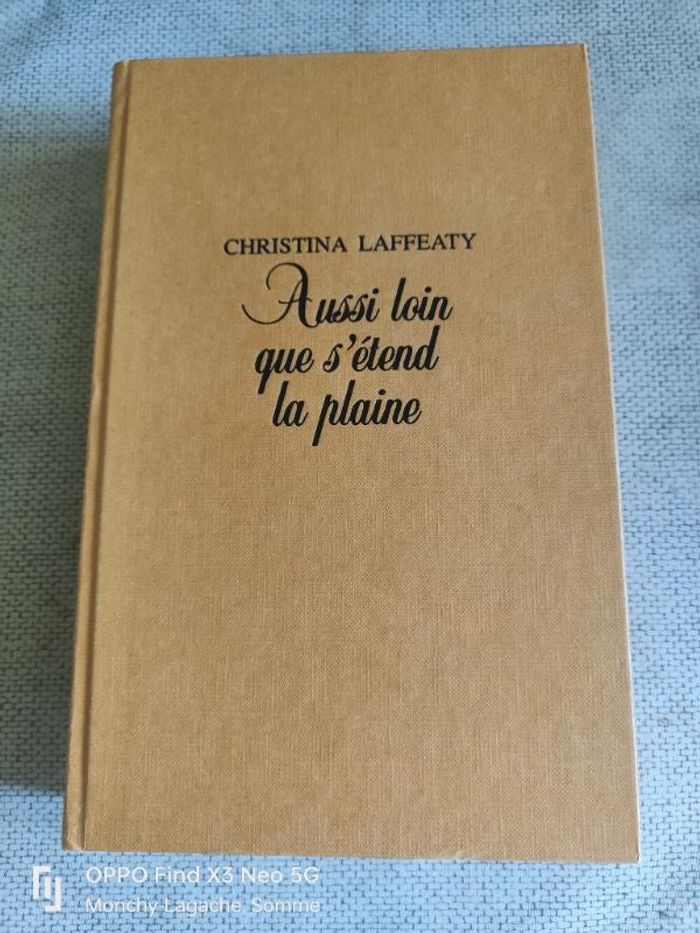 CHRISTINA LAFFEATY
Aussi loin
que s'étend
la plaine
OPPO Find X3 Neo 5G
Monchy-Lagache, Somme